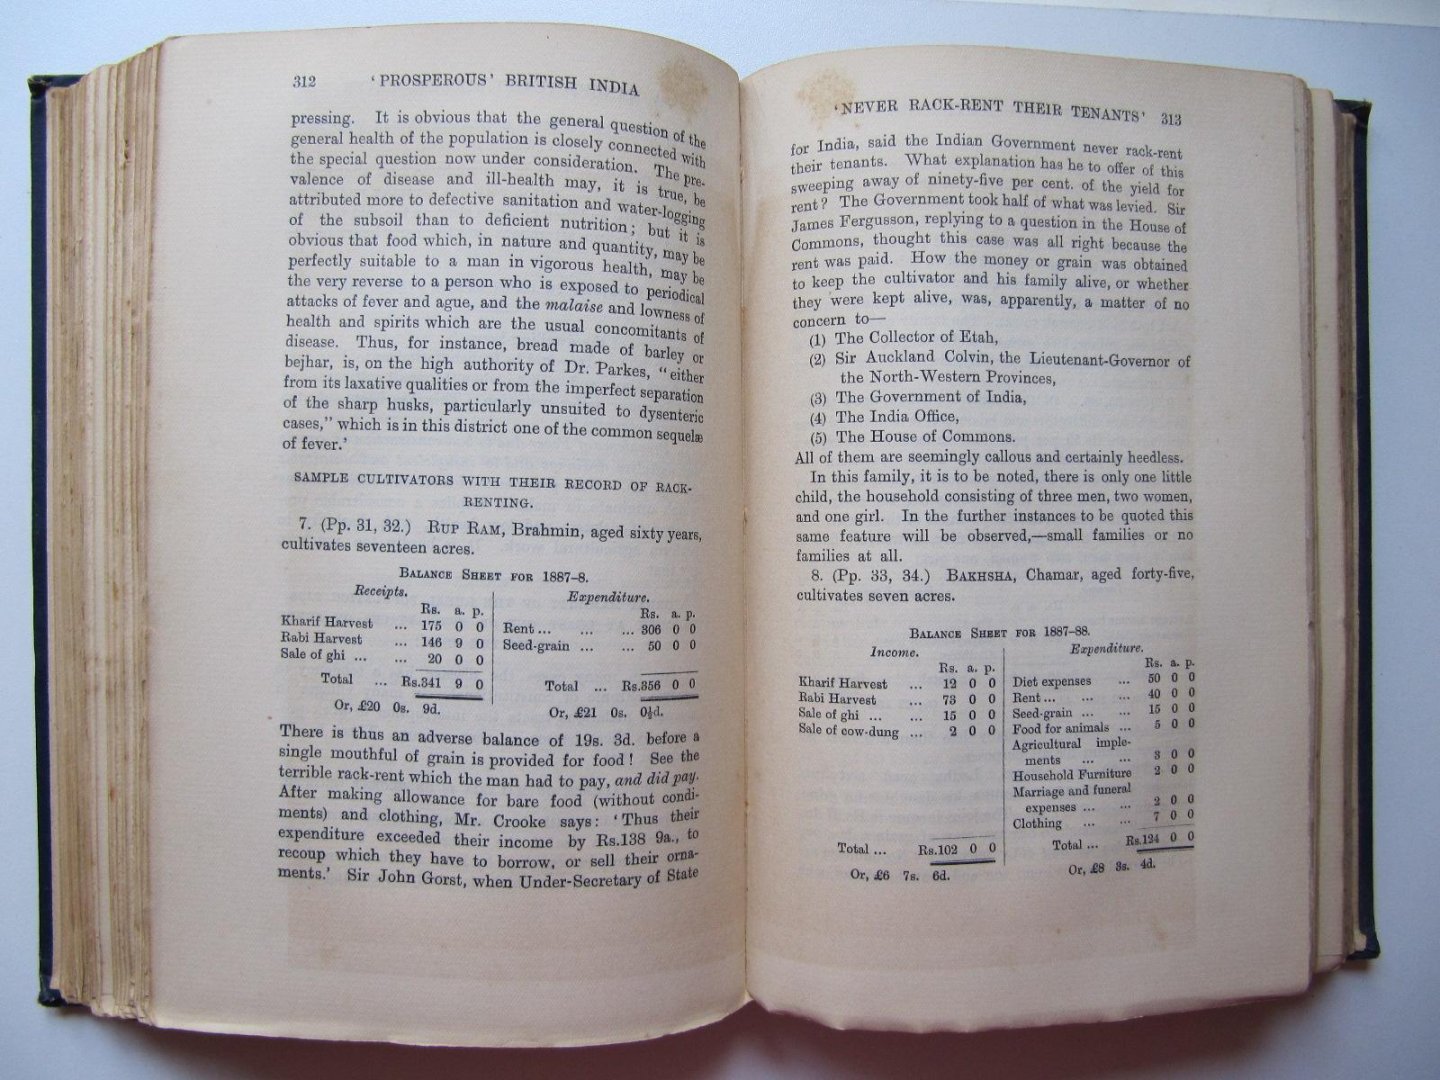 312 ‘PROSPEROUS’ BRITISH INDIA
pressing. It is obvious that the general question of the
general health of the population is closely connected with
the special question now under consideration. The pre-
valence of disease and ill-health may, it is true, be
attributed more to defective sanitation and water-logging
of the subsoil than to deficient nutrition; but it is
obvious that food which, in nature and quantity, may be
perfectly suitable to a man in vigorous health, may be
the very reverse to a person who is exposed to periodical
attacks of fever and ague, and the malaise and lowness of
health and spirits which are the usual concomitants of
disease. Thus, for instance, bread made of barley or
bejhar, is, on the high authority of Dr. Parkes, “either
from its laxative qualities or from the imperfect separation
of the sharp husks, particularly unsuited to dysenteric
cases,” which is in this district one of the common sequelæ
of fever.’
SAMPLE CULTIVATORS WITH THEIR RECORD OF RACK-
RENTING.
7. (Pp. 31, 32.) RUP RAM, Brahmin, aged sixty years,
cultivates seventeen acres.
BALANCE SHEET FOR 1887-8.
Receipts.
Rs. a. p.
Kharif Harvest ... 175 0 0
Rabi Harvest ... 146 9 0
Sale of ghi ... ... 20 0 0
Total ... Rs.341 9 0
Or, £20 0s. 9d.
Expenditure.
Rs. a. p.
Rent ... ... ... 306 0 0
Seed-grain ... ... 50 0 0
Total ... Rs.356 0 0
Or, £21 0s. 0½d.
There is thus an adverse balance of 19s. 3d. before a
single mouthful of grain is provided for food! See the
terrible rack-rent which the man had to pay, and did pay.
After making allowance for bare food (without condi-
ments) and clothing, Mr. Crooke says: ‘Thus their
expenditure exceeded their income by Rs.138 9a., to
recoup which they have to borrow, or sell their orna-
ments.’ Sir John Gorst, when Under-Secretary of State
‘NEVER RACK-RENT THEIR TENANTS’ 313
for India, said the Indian Government never rack-rent
their tenants. What explanation has he to offer of this
sweeping away of ninety-five per cent. of the yield for
rent? The Government took half of what was levied. Sir
James Fergusson, replying to a question in the House of
Commons, thought this case was all right because the
rent was paid. How the money or grain was obtained
to keep the cultivator and his family alive, or whether
they were kept alive, was, apparently, a matter of no
concern to—
(1) The Collector of Etah,
(2) Sir Auckland Colvin, the Lieutenant-Governor of
the North-Western Provinces,
(3) The Government of India,
(4) The India Office,
(5) The House of Commons.
All of them are seemingly callous and certainly heedless.
In this family, it is to be noted, there is only one little
child, the household consisting of three men, two women,
and one girl. In the further instances to be quoted this
same feature will be observed,—small families or no
families at all.
8. (Pp. 33, 34.) BAKHSHA, Chamar, aged forty-five,
cultivates seven acres.
BALANCE SHEET FOR 1887-88.
Income.
Rs. a. p.
Kharif Harvest ... 12 0 0
Rabi Harvest ... 73 0 0
Sale of ghi ... ... 15 0 0
Sale of cow-dung ... 2 0 0
Total ... Rs.102 0 0
Or, £6 7s. 6d.
Expenditure.
Rs. a. p.
Diet expenses ... 50 0 0
Rent ... ... ... 40 0 0
Seed-grain ... ... 15 0 0
Food for animals ... 5 0 0
Agricultural imple-
ments ... ... 3 0 0
Household Furniture 2 0 0
Marriage and funeral
expenses ... ... 2 0 0
Clothing ... ... 7 0 0
Total ... Rs.124 0 0
Or, £8 3s. 4d.